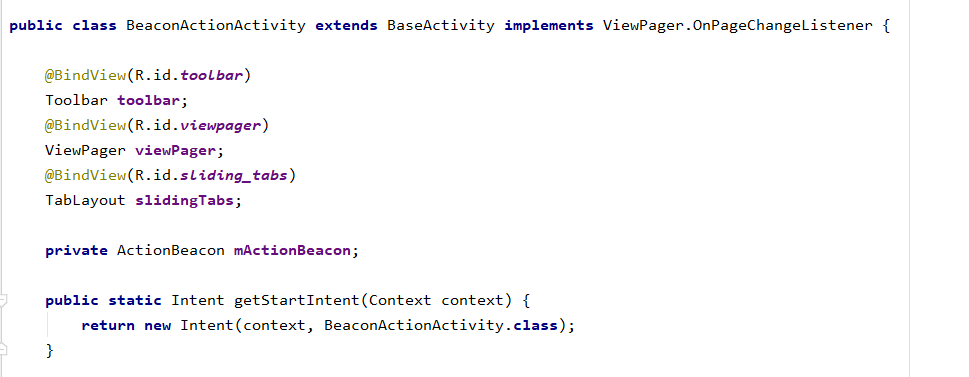 public class BeaconActionActivity extends BaseActivity implements ViewPager.OnPageChangeListener {
@BindView(R.id.toolbar)
Toolbar toolbar;
@BindView(R.id.viewpager)
ViewPager viewPager;
@BindView(R.id.sliding_tabs)
TabLayout slidingTabs;
private ActionBeacon mActionBeacon;
public static Intent getStartIntent(Context context) {
return new Intent(context, BeaconActionActivity.class);
}